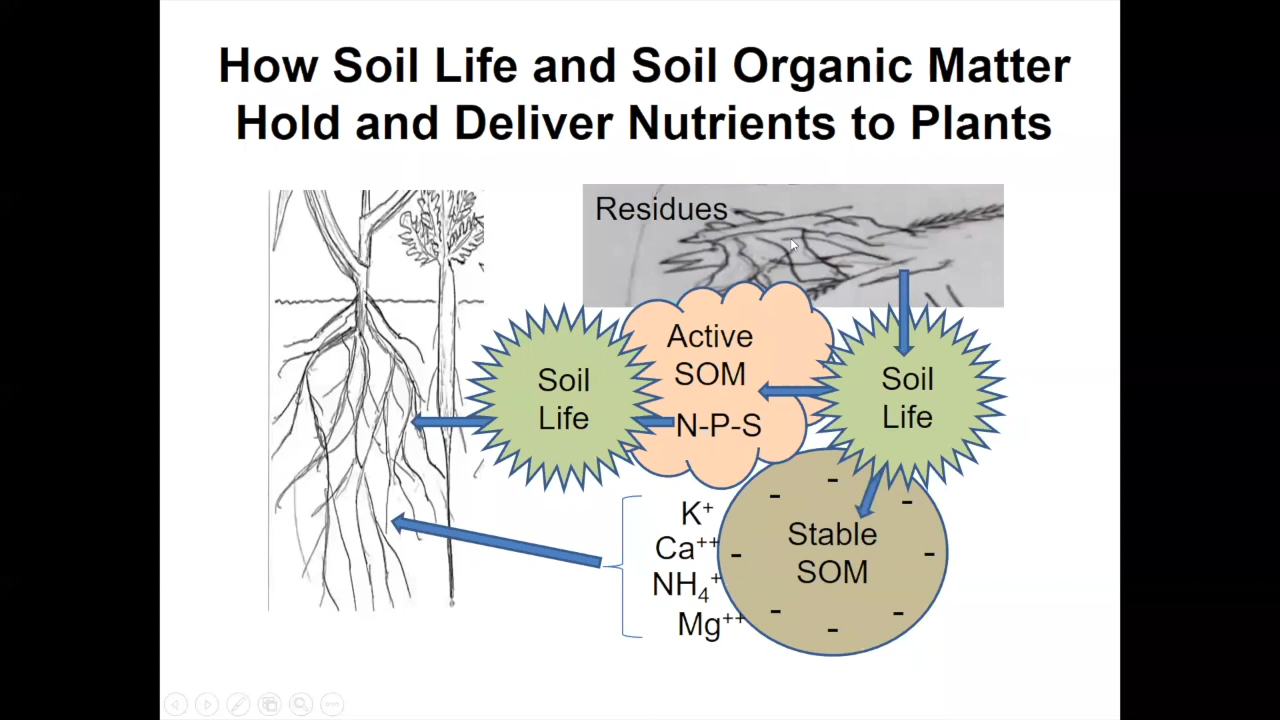 How Soil Life and Soil Organic Matter
Hold and Deliver Nutrients to Plants
Residues
Active
SOM
N-P-S
Soil
Life
Soil
Life
K⁺
Ca⁺⁺
NH₄⁺
Mg⁺⁺
- - - - - - - -
Stable
SOM